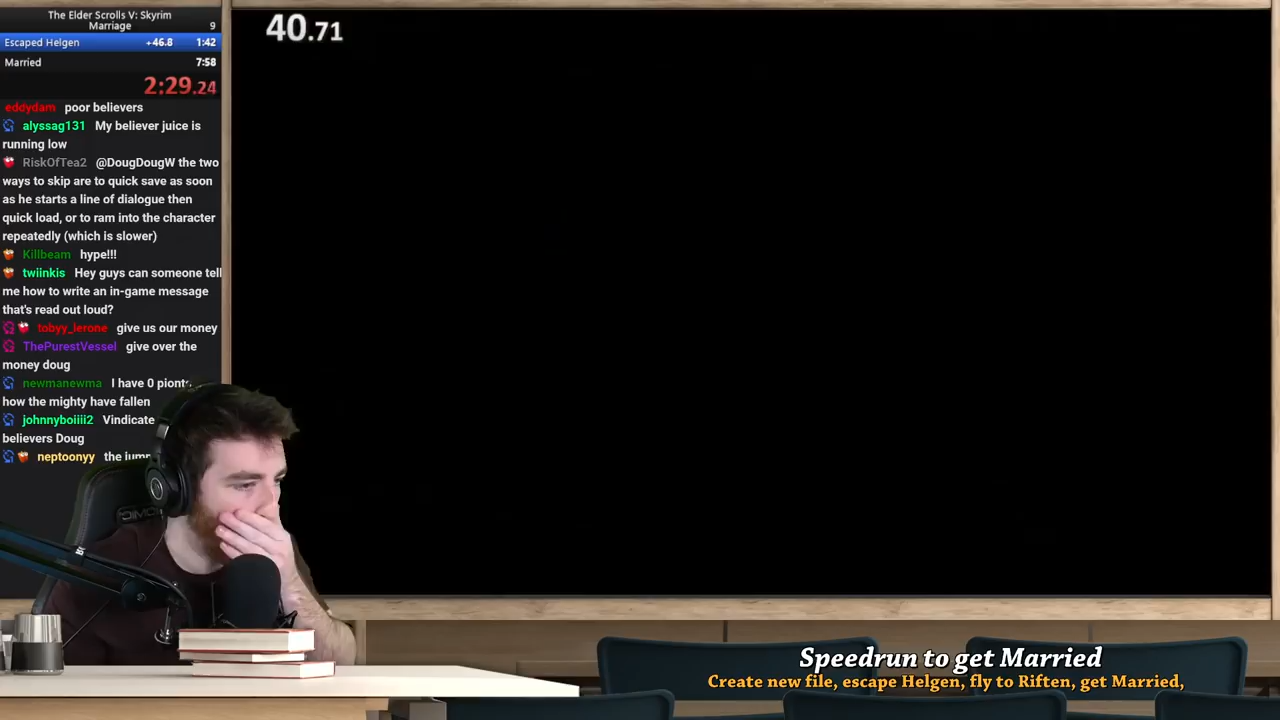 The Elder Scrolls V: Skyrim
Marriage
9
Escaped Helgen +46.8 1:42
Married 7:58
2:29.24
40.71
eddydam poor believers
alyssag131 My believer juice is
running low
RiskOfTea2 @DougDougW the two
ways to skip are to quick save as soon
as he starts a line of dialogue then
quick load, or to ram into the character
repeatedly (which is slower)
Killbeam hype!!!
twiinkis Hey guys can someone tell
me how to write an in-game message
that's read out loud?
tobyy_lerone give us our money
ThePurestVessel give over the
money doug
newmanewma I have 0 pionts
how the mighty have fallen
johnnyboiiii2 Vindicate
believers Doug
neptoonyy the jump
Speedrun to get Married
Create new file, escape Helgen, fly to Riften, get Married,